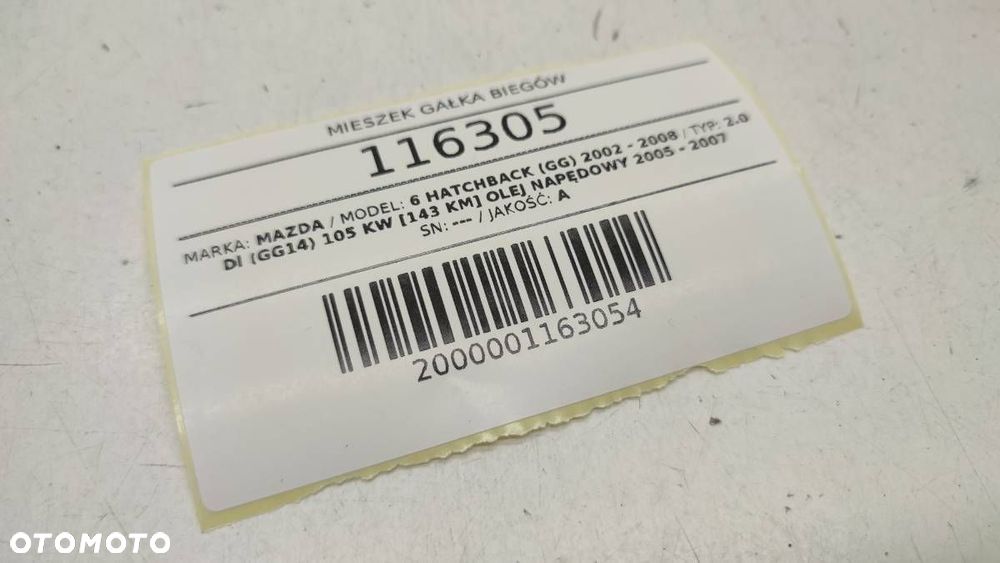 MIESZEK GAŁKA BIEGÓW
116305
MARKA: MAZDA / MODEL: 6 HATCHBACK (GG) 2002 - 2008 / TYP: 2.0
DI (GG14) 105 KW [143 KM] OLEJ NAPĘDOWY 2005 - 2007
SN: --- / JAKOŚĆ: A
2000001163054
OTOMOTO